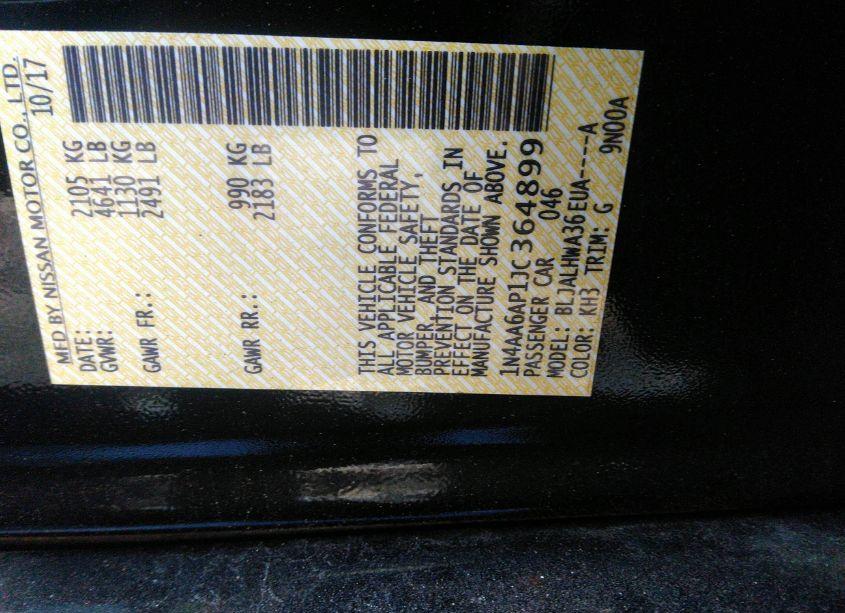 MFD BY NISSAN MOTOR CO., LTD.
DATE: 10/17
GVWR: 2105 KG
4641 LB
GAWR FR.: 1130 KG
2491 LB
GAWR RR.: 990 KG
2183 LB
THIS VEHICLE CONFORMS TO
ALL APPLICABLE FEDERAL
MOTOR VEHICLE SAFETY,
BUMPER, AND THEFT
PREVENTION STANDARDS IN
EFFECT ON THE DATE OF
MANUFACTURE SHOWN ABOVE.
1N4AA6AP1JC364899
PASSENGER CAR 046
MODEL: BLJALHWA36EUA----A
COLOR: KH3 TRIM: G 9N00A